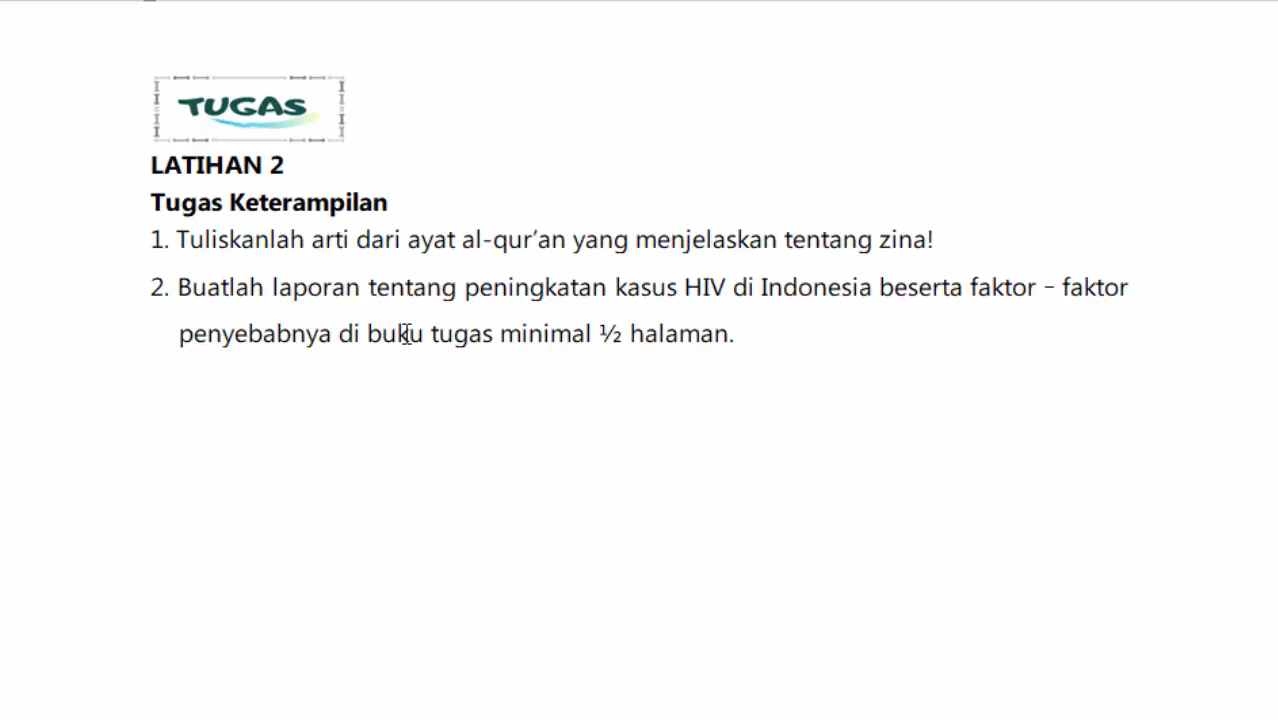 TUGAS
LATIHAN 2
Tugas Keterampilan
1. Tuliskanlah arti dari ayat al-qur’an yang menjelaskan tentang zina!
2. Buatlah laporan tentang peningkatan kasus HIV di Indonesia beserta faktor – faktor
penyebabnya di buku tugas minimal ½ halaman.